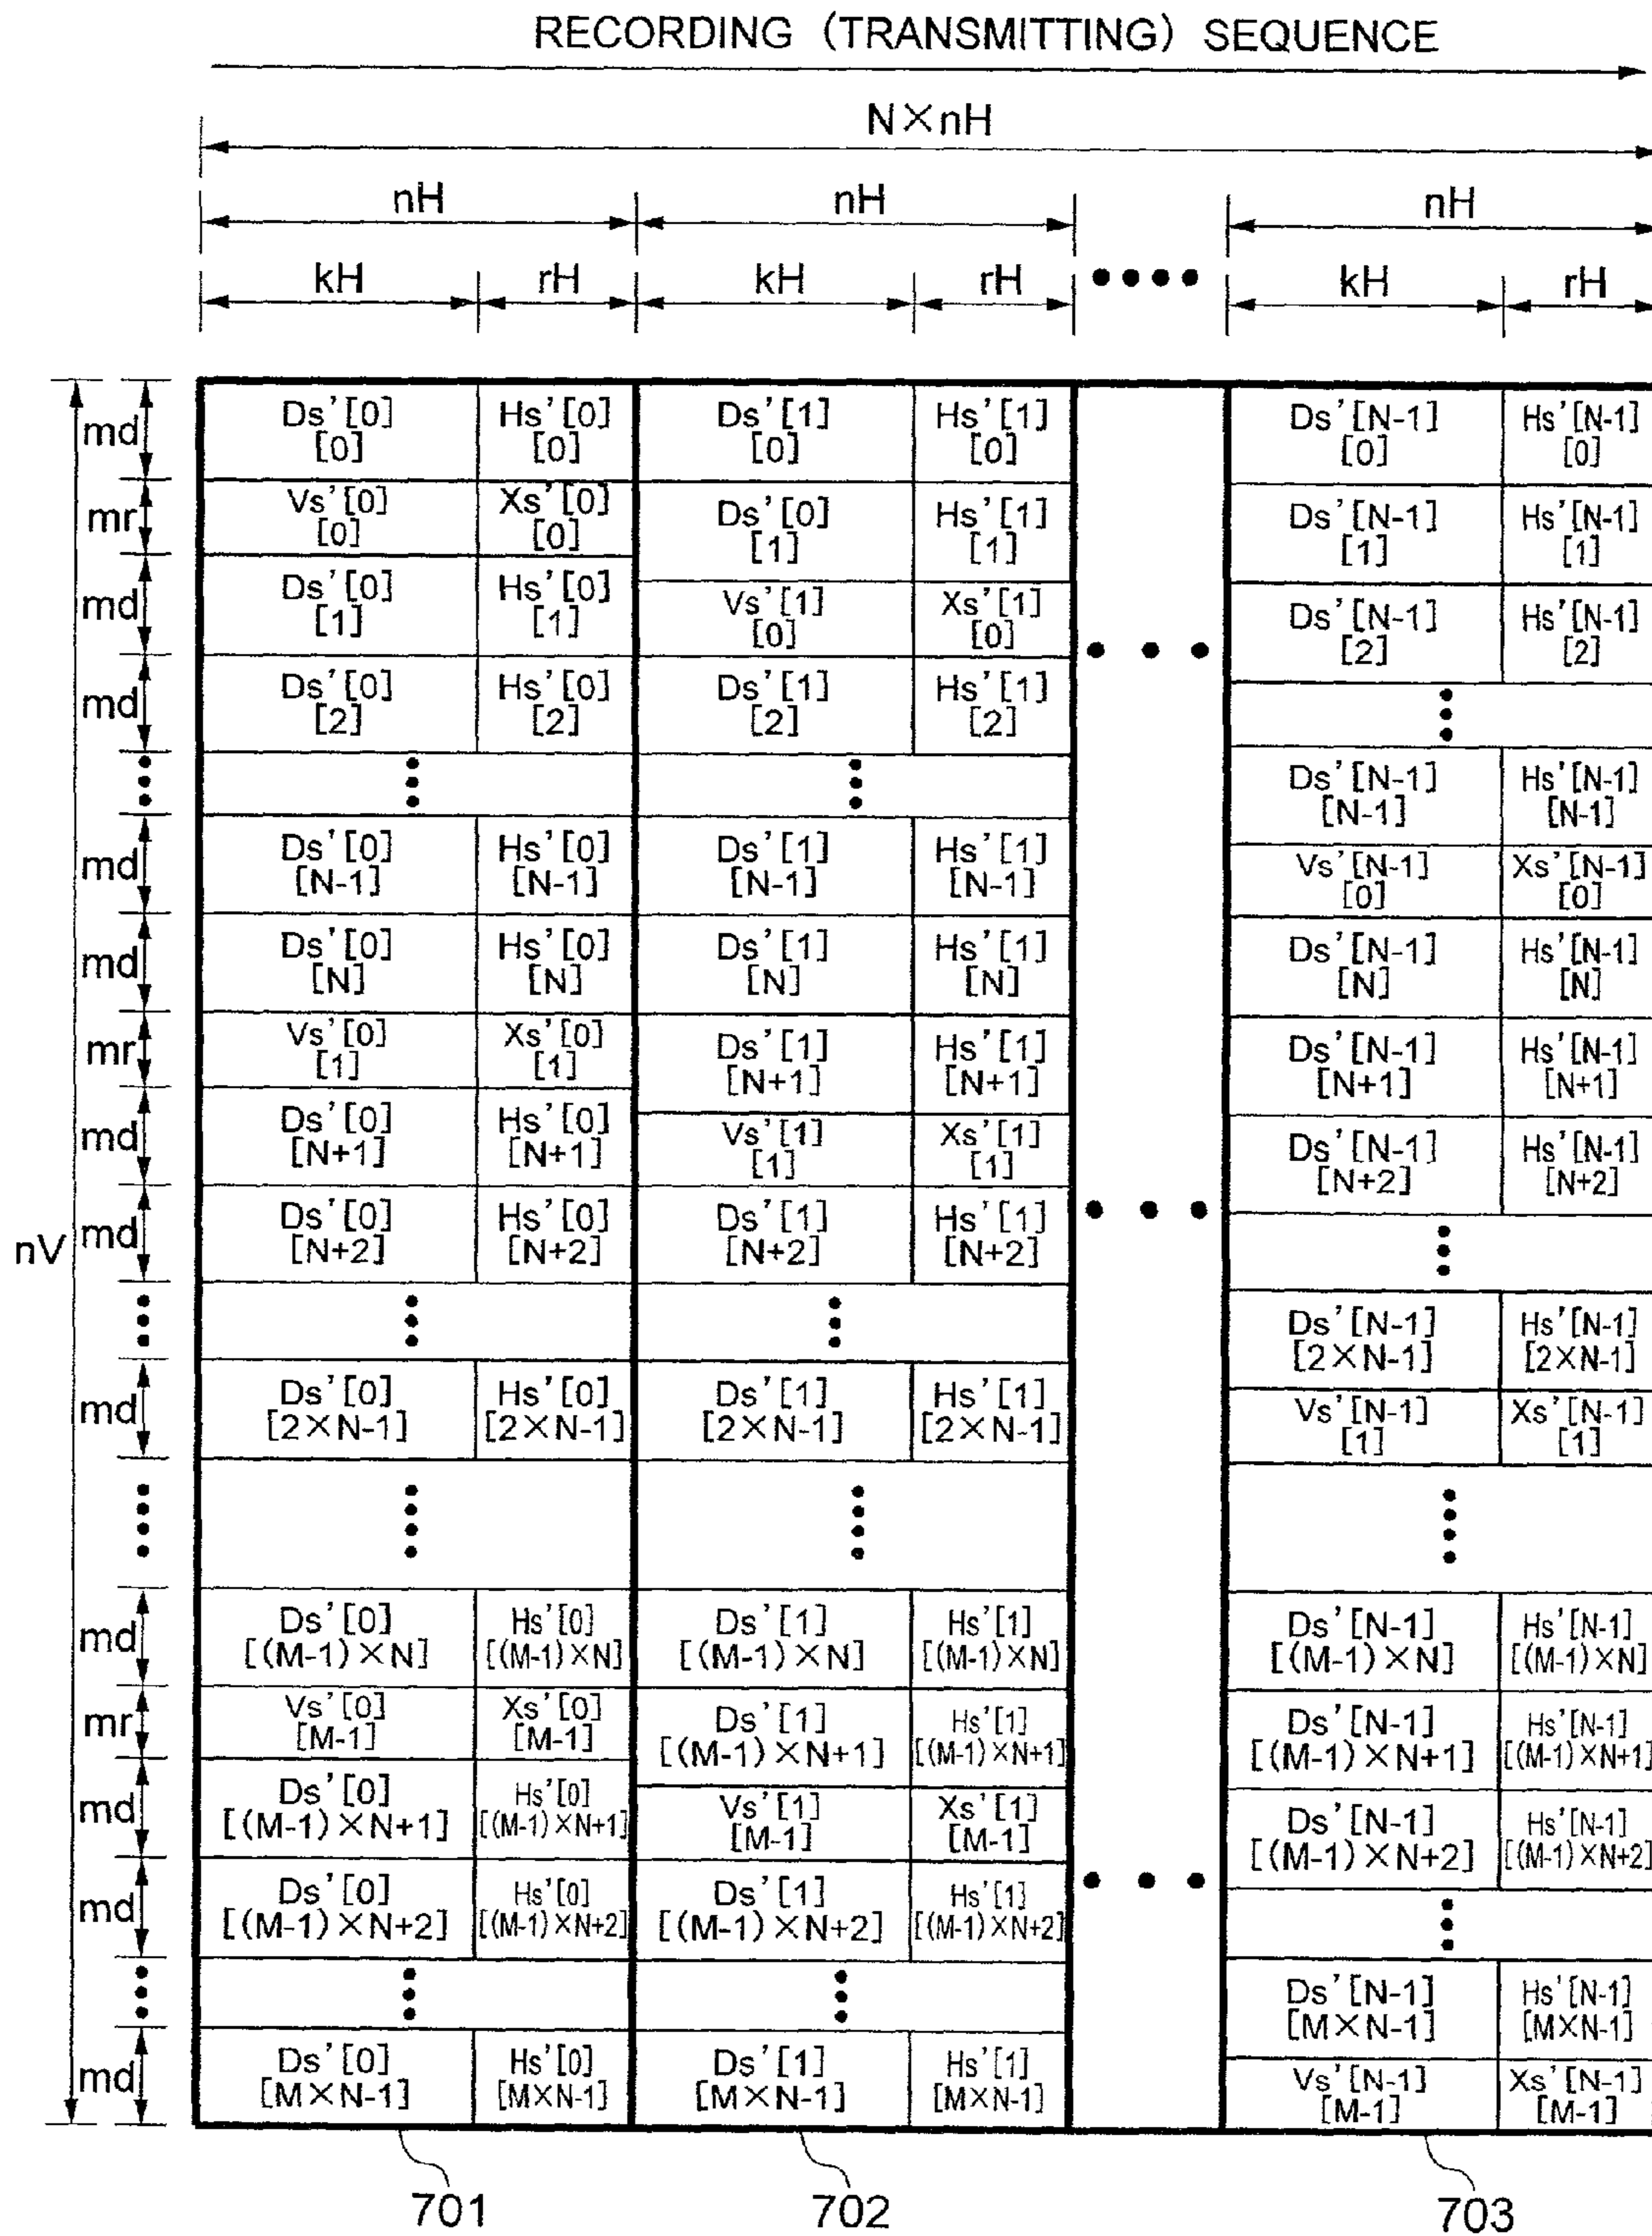 RECORDING (TRANSMITTING) SEQUENCE
N×nH
nH nH nH
kH rH kH rH •••• kH rH
nV
md
mr
md
md
md
md
mr
md
md
md
md
mr
md
md
md
Ds'[0] Hs'[0]
[0] [0]
Vs'[0] Xs'[0]
[0] [0]
Ds'[0] Hs'[0]
[1] [1]
Ds'[0] Hs'[0]
[2] [2]
Ds'[0] Hs'[0]
[N-1] [N-1]
Ds'[0] Hs'[0]
[N] [N]
Vs'[0] Xs'[0]
[1] [1]
Ds'[0] Hs'[0]
[N+1] [N+1]
Ds'[0] Hs'[0]
[N+2] [N+2]
Ds'[0] Hs'[0]
[2×N-1] [2×N-1]
Ds'[0] Hs'[0]
[(M-1)×N] [(M-1)×N]
Vs'[0] Xs'[0]
[M-1] [M-1]
Ds'[0] Hs'[0]
[(M-1)×N+1] [(M-1)×N+1]
Ds'[0] Hs'[0]
[(M-1)×N+2] [(M-1)×N+2]
Ds'[0] Hs'[0]
[M×N-1] [M×N-1]
701
Ds'[1] Hs'[1]
[0] [0]
Ds'[0] Hs'[1]
[1] [1]
Vs'[1] Xs'[1]
[0] [0]
Ds'[1] Hs'[1]
[2] [2]
Ds'[1] Hs'[1]
[N-1] [N-1]
Ds'[1] Hs'[1]
[N] [N]
Ds'[1] Hs'[1]
[N+1] [N+1]
Vs'[1] Xs'[1]
[1] [1]
Ds'[1] Hs'[1]
[N+2] [N+2]
Ds'[1] Hs'[1]
[2×N-1] [2×N-1]
Ds'[1] Hs'[1]
[(M-1)×N] [(M-1)×N]
Ds'[1] Hs'[1]
[(M-1)×N+1] [(M-1)×N+1]
Vs'[1] Xs'[1]
[M-1] [M-1]
Ds'[1] Hs'[1]
[(M-1)×N+2] [(M-1)×N+2]
Ds'[1] Hs'[1]
[M×N-1] [M×N-1]
702
Ds'[N-1] Hs'[N-1]
[0] [0]
Ds'[N-1] Hs'[N-1]
[1] [1]
Ds'[N-1] Hs'[N-1]
[2] [2]
Ds'[N-1] Hs'[N-1]
[N-1] [N-1]
Vs'[N-1] Xs'[N-1]
[0] [0]
Ds'[N-1] Hs'[N-1]
[N] [N]
Ds'[N-1] Hs'[N-1]
[N+1] [N+1]
Ds'[N-1] Hs'[N-1]
[N+2] [N+2]
Ds'[N-1] Hs'[N-1]
[2×N-1] [2×N-1]
Vs'[N-1] Xs'[N-1]
[1] [1]
Ds'[N-1] Hs'[N-1]
[(M-1)×N] [(M-1)×N]
Ds'[N-1] Hs'[N-1]
[(M-1)×N+1] [(M-1)×N+1]
Ds'[N-1] Hs'[N-1]
[(M-1)×N+2] [(M-1)×N+2]
Ds'[N-1] Hs'[N-1]
[M×N-1] [M×N-1]
Vs'[N-1] Xs'[N-1]
[M-1] [M-1]
703